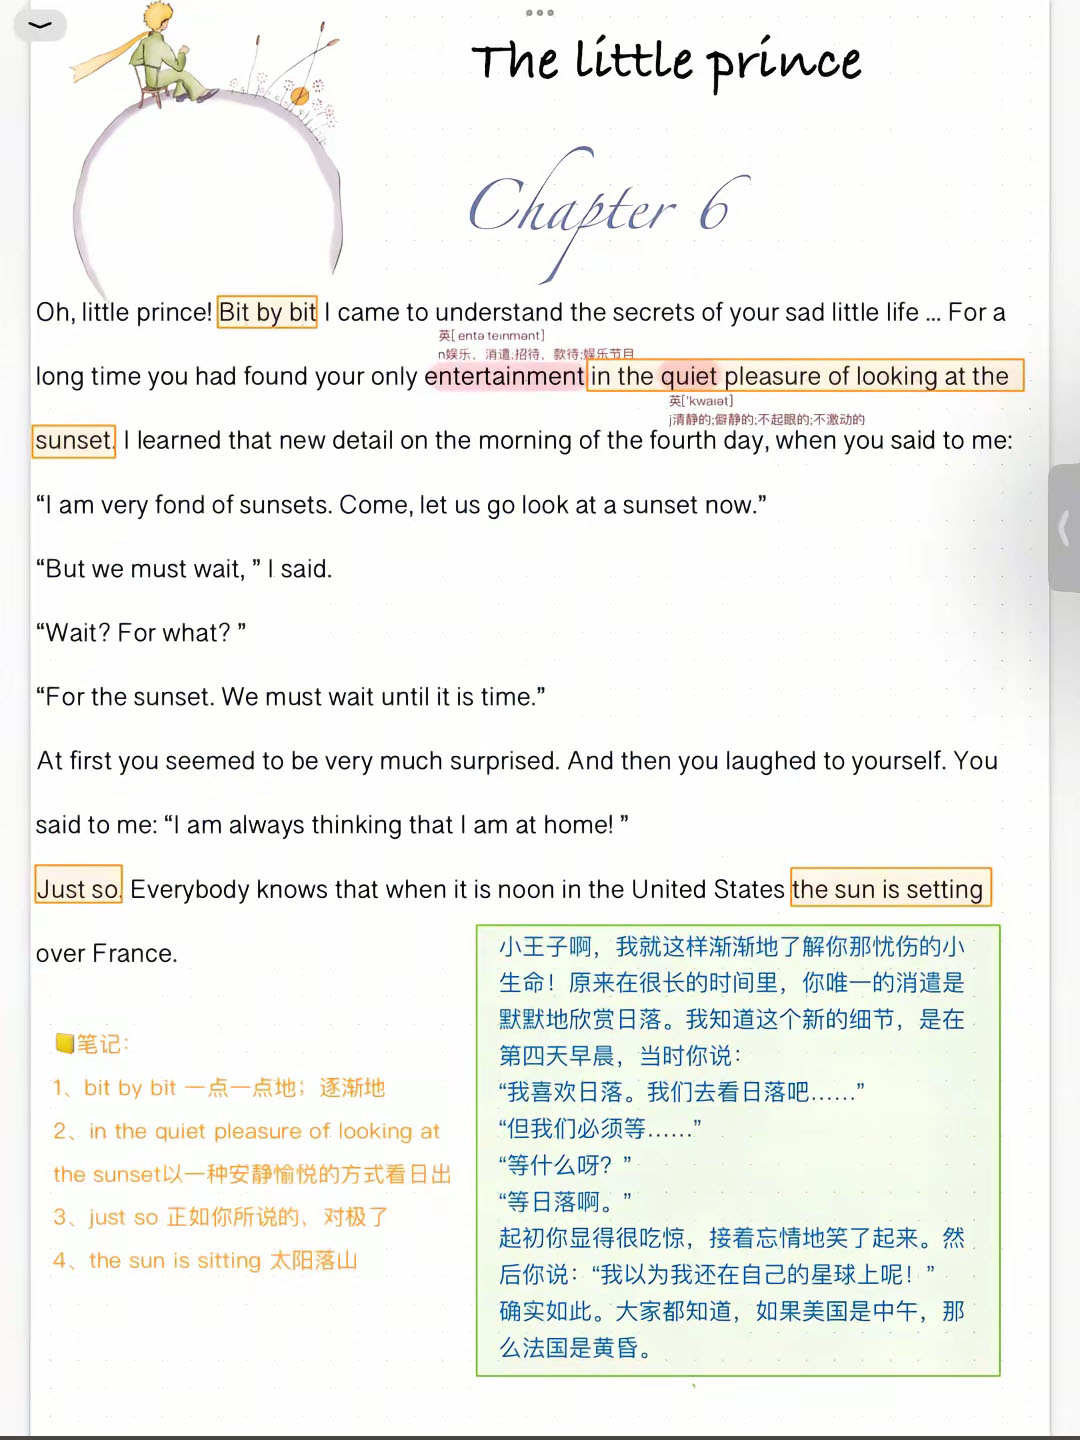 The little prince
Chapter 6
Oh, little prince! Bit by bit I came to understand the secrets of your sad little life ... For a
英[ entə teınmənt]
n娱乐、消遣;招待、款待;娱乐节目
long time you had found your only entertainment in the quiet pleasure of looking at the
英['kwaıət]
j清静的;僻静的;不起眼的;不激动的
sunset. I learned that new detail on the morning of the fourth day, when you said to me:
“I am very fond of sunsets. Come, let us go look at a sunset now.”
“But we must wait, ” I said.
“Wait? For what? ”
“For the sunset. We must wait until it is time.”
At first you seemed to be very much surprised. And then you laughed to yourself. You
said to me: “I am always thinking that I am at home! ”
Just so. Everybody knows that when it is noon in the United States the sun is setting
over France.
笔记：
1、bit by bit 一点一点地；逐渐地
2、in the quiet pleasure of looking at
the sunset以一种安静愉悦的方式看日出
3、just so 正如你所说的、对极了
4、the sun is sitting 太阳落山
小王子啊，我就这样渐渐地了解你那忧伤的小
生命！原来在很长的时间里，你唯一的消遣是
默默地欣赏日落。我知道这个新的细节，是在
第四天早晨，当时你说：
“我喜欢日落。我们去看日落吧……”
“但我们必须等……”
“等什么呀？”
“等日落啊。”
起初你显得很吃惊，接着忘情地笑了起来。然
后你说：“我以为我还在自己的星球上呢！”
确实如此。大家都知道，如果美国是中午，那
么法国是黄昏。